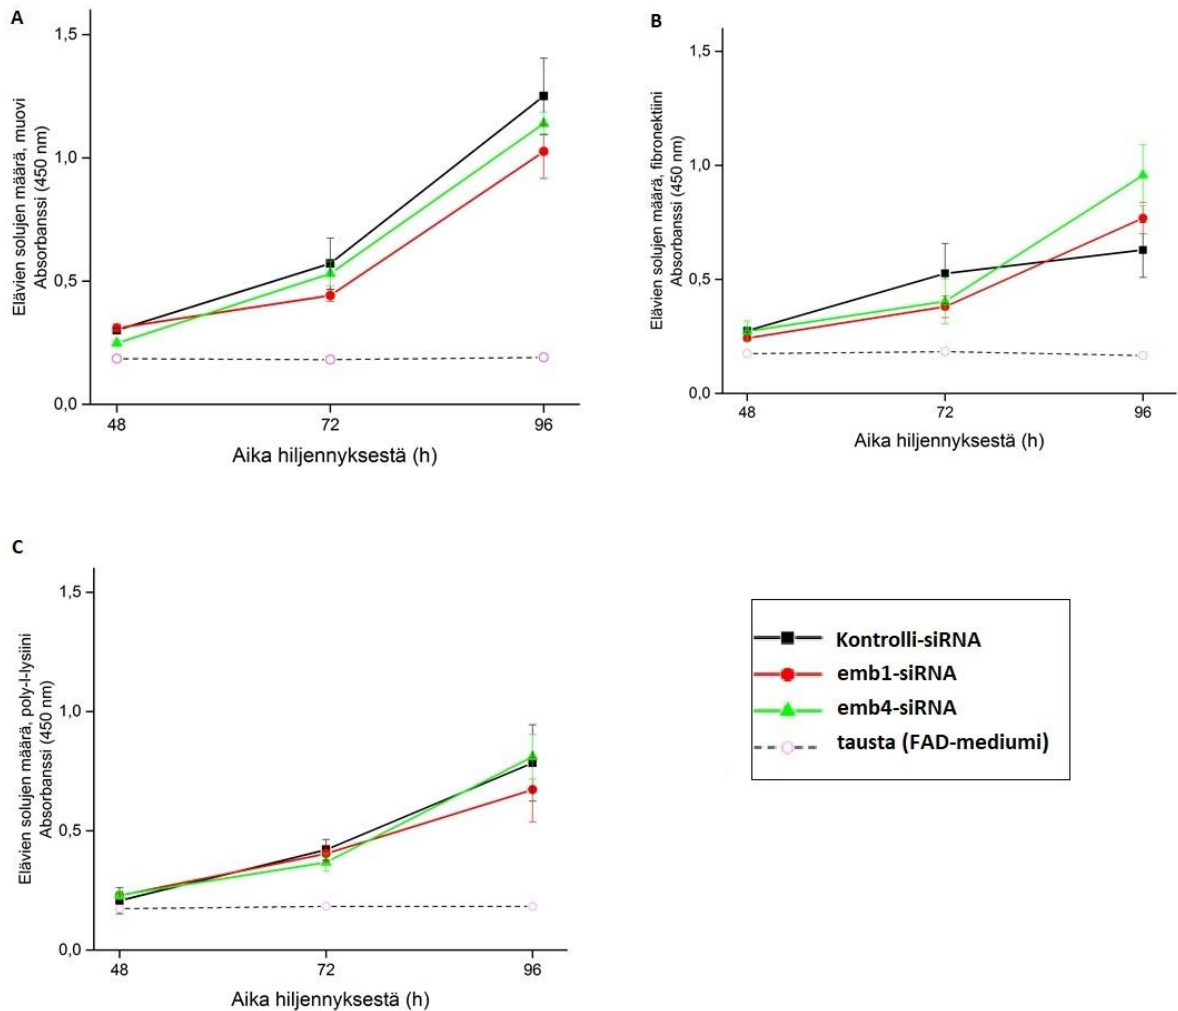 A
Elävien solujen määrä, muovi
Absorbanssi (450 nm)
1,5
1,0
0,5
0,0
48
72
96
Aika hiljennyksestä (h)
B
Elävien solujen määrä, fibronektiini
Absorbanssi (450 nm)
1,5
1,0
0,5
0,0
48
72
96
Aika hiljennyksestä (h)
C
Elävien solujen määrä, poly-l-lysiini
Absorbanssi (450 nm)
1,5
1,0
0,5
0,0
48
72
96
Aika hiljennyksestä (h)
Kontrolli-siRNA
emb1-siRNA
emb4-siRNA
tausta (FAD-mediumi)